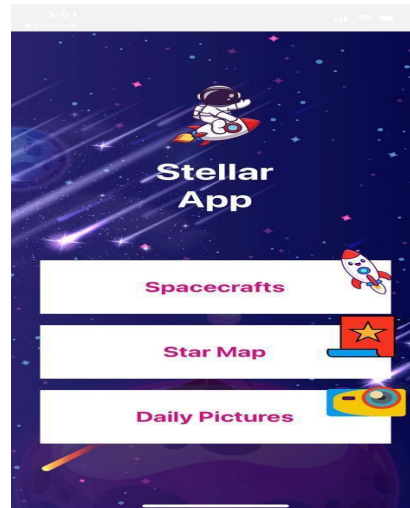 Stellar
App
Spacecrafts
Star Map
Daily Pictures